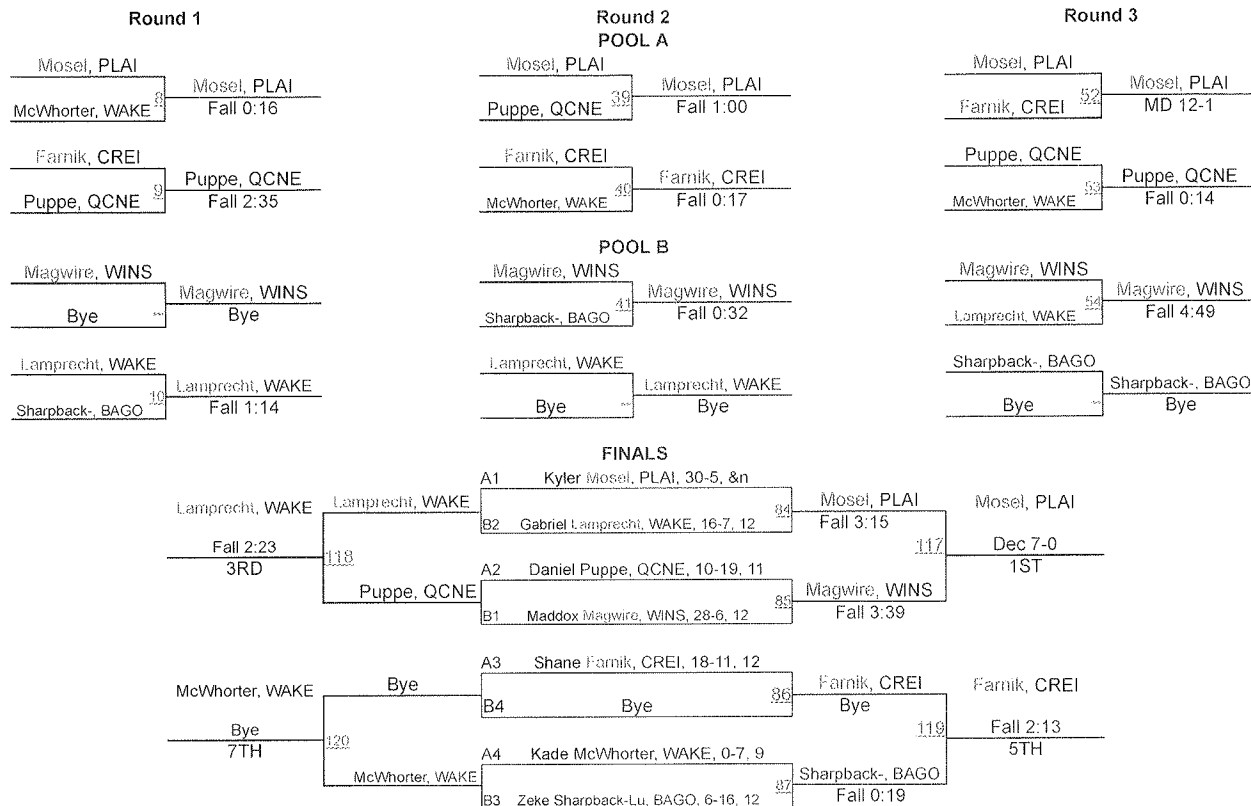 Round 1
Round 2
Round 3
POOL A
Mosel, PLAI
8
McWhorter, WAKE
Mosel, PLAI
Fall 0:16
Mosel, PLAI
39
Puppe, QCNE
Mosel, PLAI
Fall 1:00
Mosel, PLAI
52
Farnik, CREI
Mosel, PLAI
MD 12-1
Farnik, CREI
9
Puppe, QCNE
Puppe, QCNE
Fall 2:35
Farnik, CREI
40
McWhorter, WAKE
Farnik, CREI
Fall 0:17
Puppe, QCNE
53
McWhorter, WAKE
Puppe, QCNE
Fall 0:14
POOL B
Magwire, WINS
Bye
Magwire, WINS
Bye
Magwire, WINS
41
Sharpback-, BAGO
Magwire, WINS
Fall 0:32
Magwire, WINS
54
Lamprecht, WAKE
Magwire, WINS
Fall 4:49
Lamprecht, WAKE
10
Sharpback-, BAGO
Lamprecht, WAKE
Fall 1:14
Lamprecht, WAKE
Bye
Lamprecht, WAKE
Bye
Sharpback-, BAGO
Bye
Sharpback-, BAGO
Bye
FINALS
Lamprecht, WAKE
Fall 2:23
3RD
118
Lamprecht, WAKE
Puppe, QCNE
A1 Kyler Mosel, PLAI, 30-5, &n
84
B2 Gabriel Lamprecht, WAKE, 16-7, 12
A2 Daniel Puppe, QCNE, 10-19, 11
85
B1 Maddox Magwire, WINS, 28-6, 12
Mosel, PLAI
Fall 3:15
117
Magwire, WINS
Fall 3:39
Mosel, PLAI
Dec 7-0
1ST
McWhorter, WAKE
Bye
7TH
120
Bye
McWhorter, WAKE
A3 Shane Farnik, CREI, 18-11, 12
86
B4 Bye
A4 Kade McWhorter, WAKE, 0-7, 9
87
B3 Zeke Sharpback-Lu, BAGO, 6-16, 12
Farnik, CREI
Bye
119
Sharpback-, BAGO
Fall 0:19
Farnik, CREI
Fall 2:13
5TH